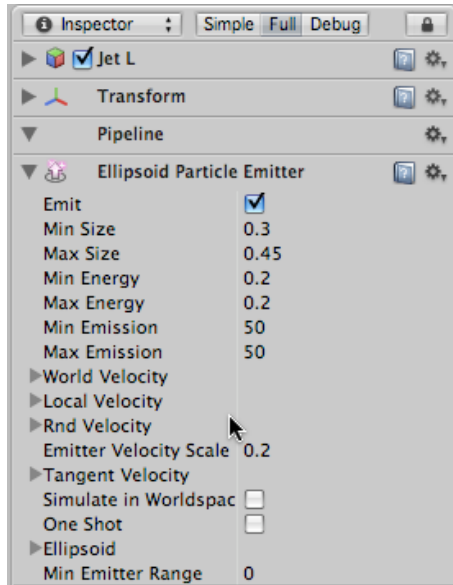 Inspector Simple Full Debug
Jet L
Transform
Pipeline
Ellipsoid Particle Emitter
Emit
Min Size 0.3
Max Size 0.45
Min Energy 0.2
Max Energy 0.2
Min Emission 50
Max Emission 50
World Velocity
Local Velocity
Rnd Velocity
Emitter Velocity Scale 0.2
Tangent Velocity
Simulate in Worldspac
One Shot
Ellipsoid
Min Emitter Range 0